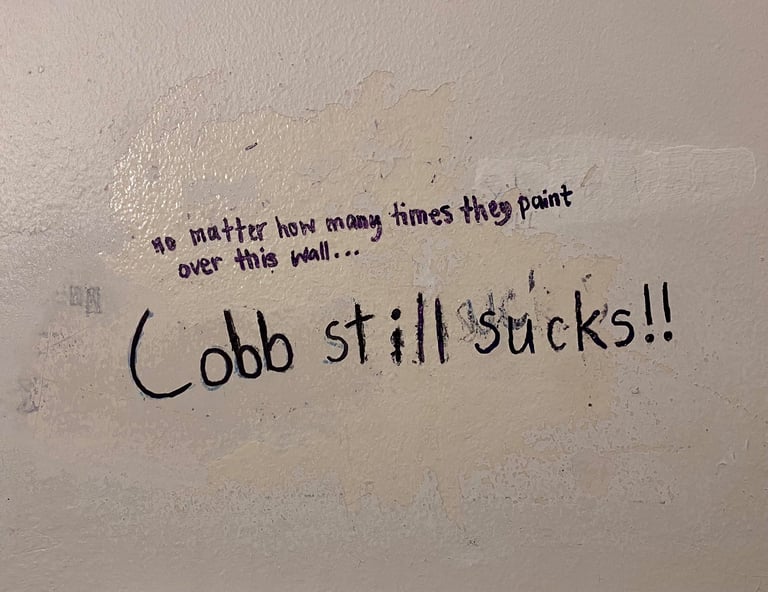 no matter how many times they paint
over this wall...
Cobb still sucks!!